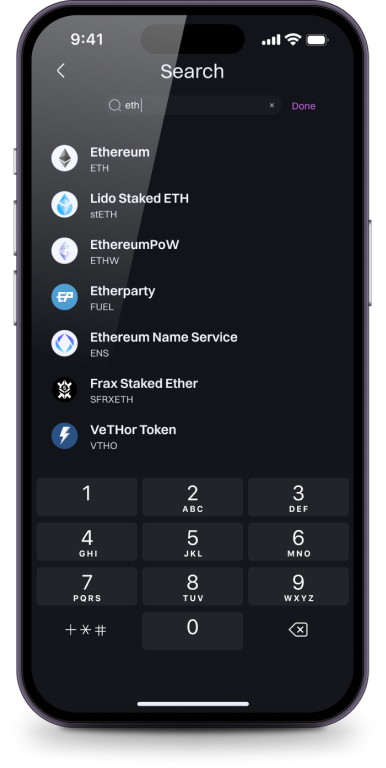 9:41
Search
eth × Done
Ethereum
ETH
Lido Staked ETH
stETH
EthereumPoW
ETHW
Etherparty
FUEL
Ethereum Name Service
ENS
Frax Staked Ether
SFRXETH
VeTHor Token
VTHO
1 2 3
ABC DEF
4 5 6
GHI JKL MNO
7 8 9
PQRS TUV WXYZ
+*# 0